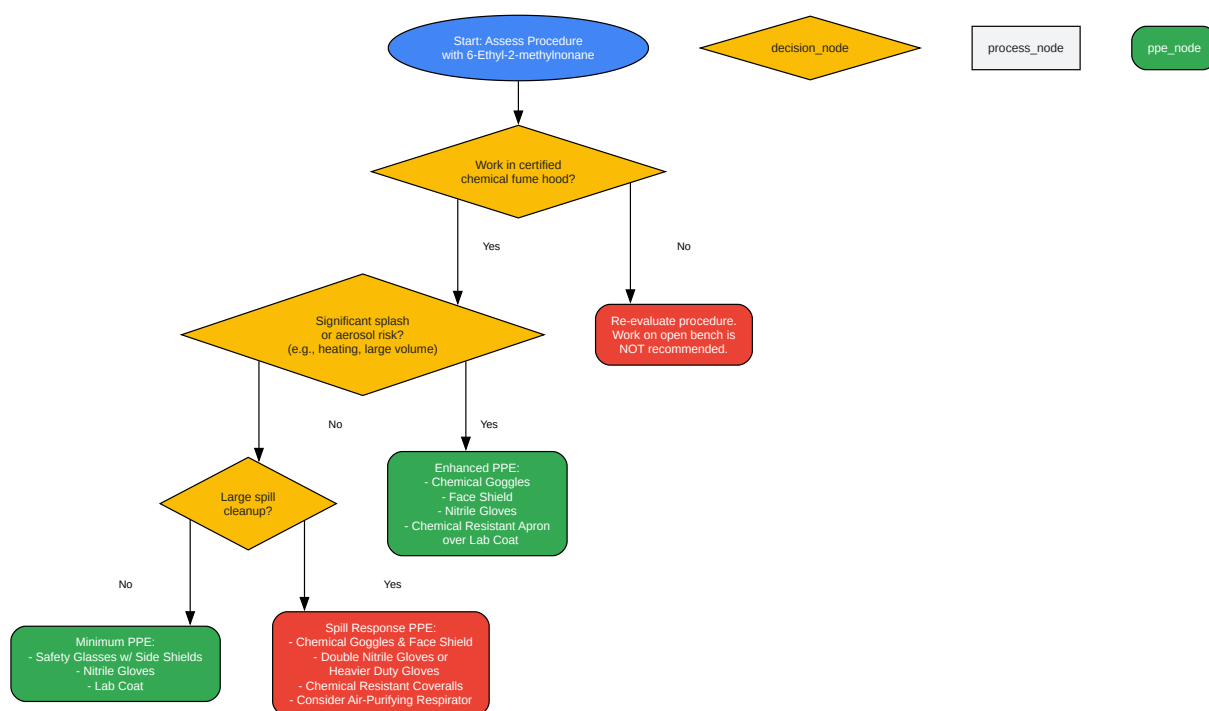 Start: Assess Procedure
with 6-Ethyl-2-methylnonane
decision_node
process_node
ppe_node
Work in certified
chemical fume hood?
Yes
No
Significant splash
or aerosol risk?
(e.g., heating, large volume)
Re-evaluate procedure.
Work on open bench is
NOT recommended.
No
Yes
Large spill
cleanup?
Enhanced PPE:
- Chemical Goggles
- Face Shield
- Nitrile Gloves
- Chemical Resistant Apron
over Lab Coat
No
Yes
Minimum PPE:
- Safety Glasses w/ Side Shields
- Nitrile Gloves
- Lab Coat
Spill Response PPE:
- Chemical Goggles & Face Shield
- Double Nitrile Gloves or
Heavier Duty Gloves
- Chemical Resistant Coveralls
- Consider Air-Purifying Respirator